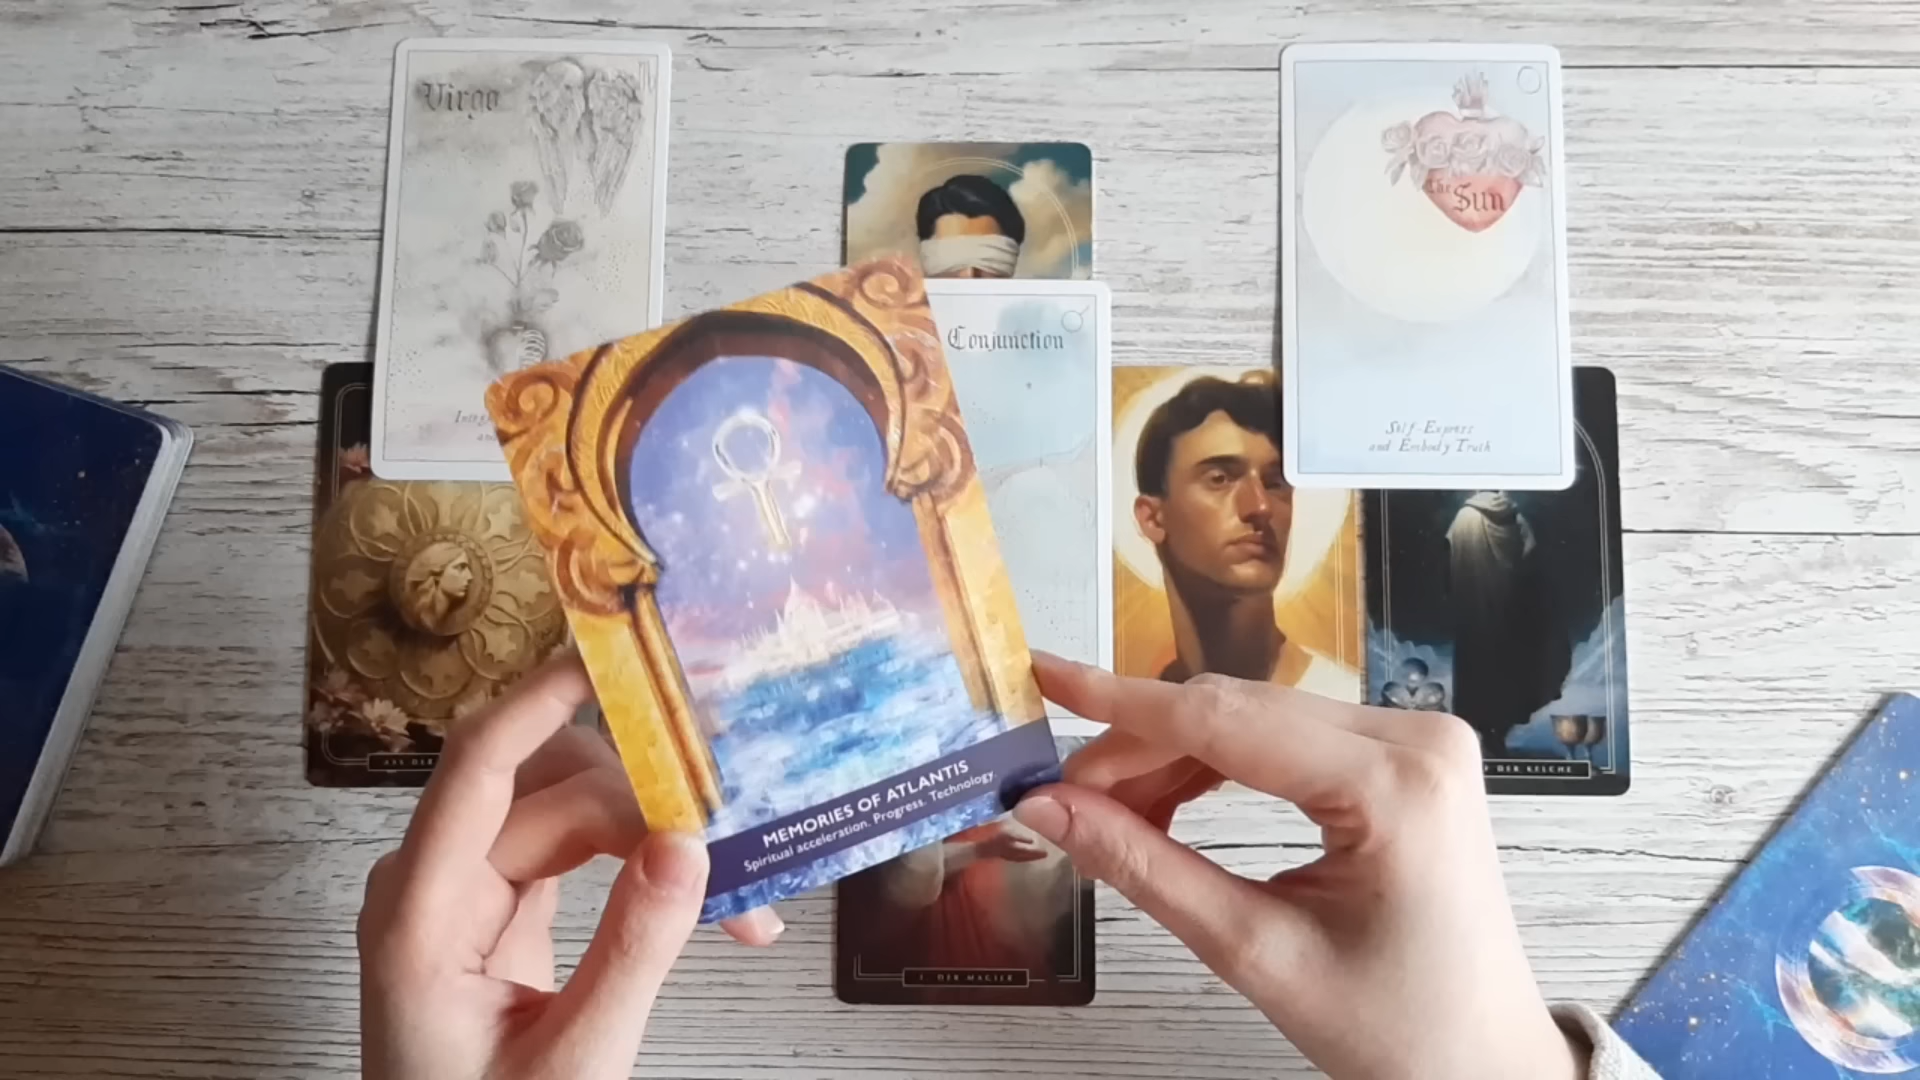 Virgo
The
Sun
Conjunction
Self-Express
and Embody Truth
DER KELCHE
MEMORIES OF ATLANTIS
Spiritual acceleration. Progress. Technology.
I. DER MAGIER